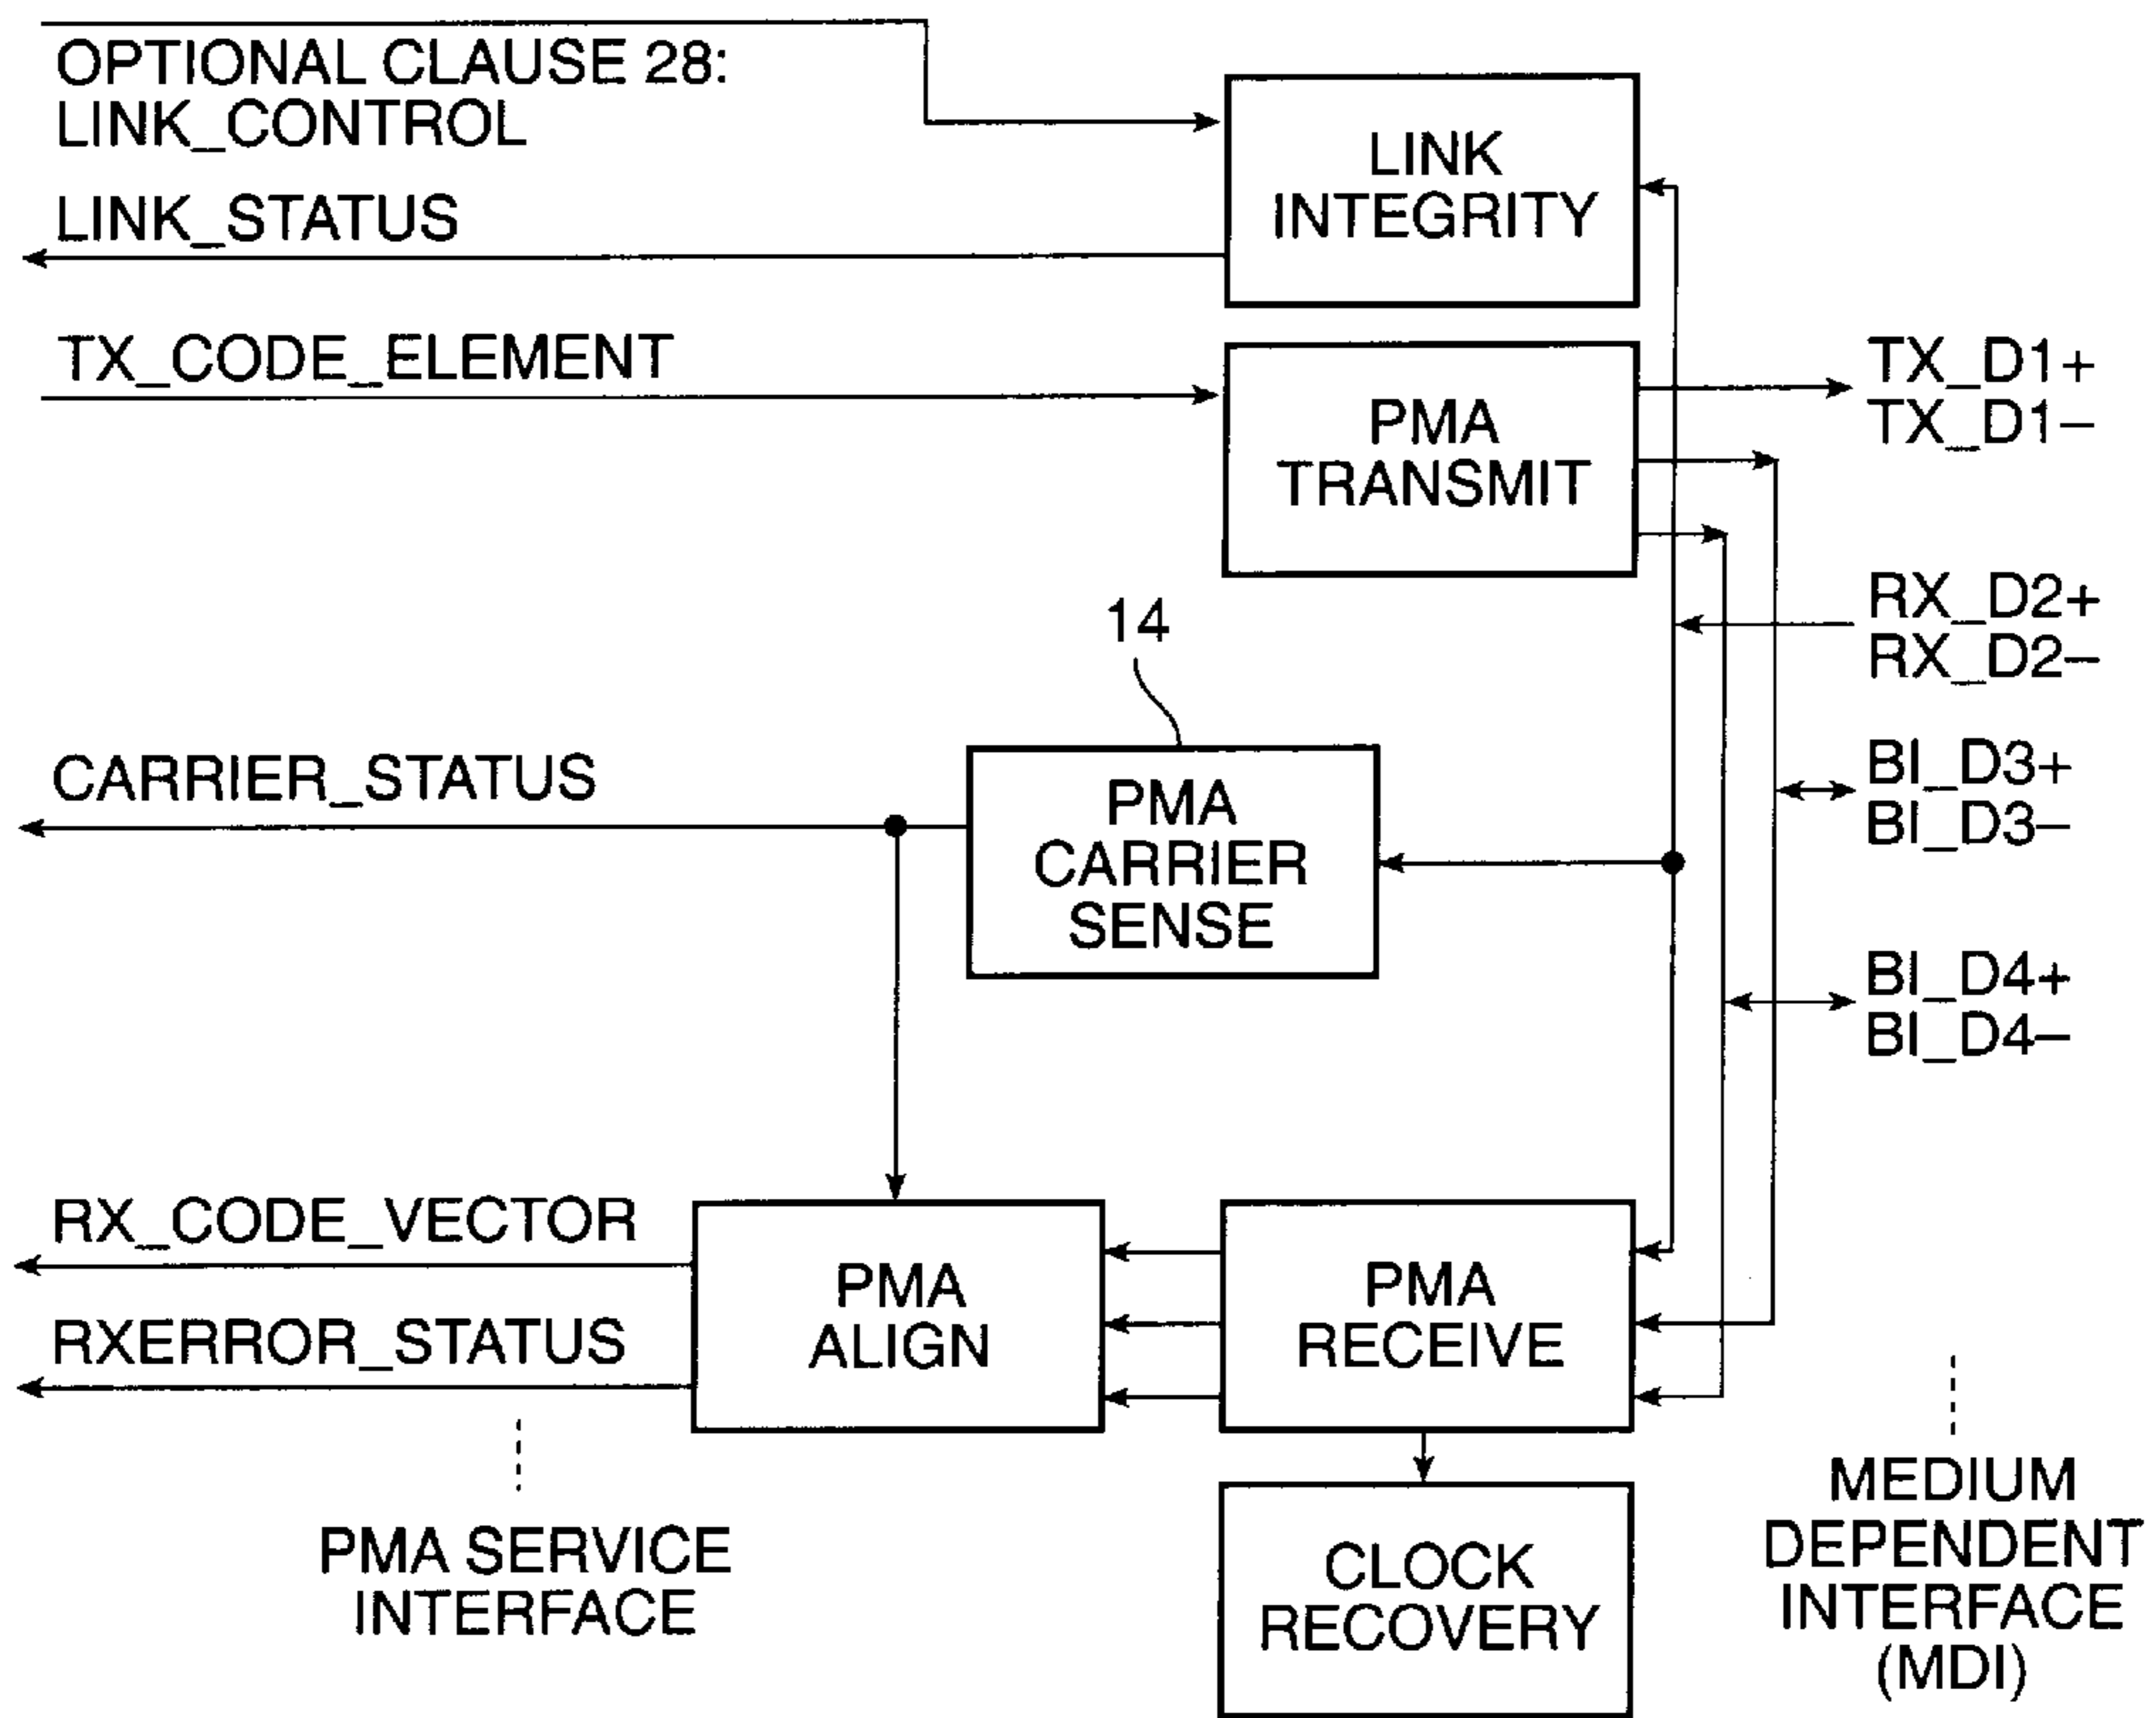 OPTIONAL CLAUSE 28:
LINK_CONTROL
LINK
INTEGRITY
LINK_STATUS
TX_CODE_ELEMENT
PMA
TRANSMIT
TX_D1+
TX_D1–
RX_D2+
RX_D2–
14
CARRIER_STATUS
PMA
CARRIER
SENSE
BI_D3+
BI_D3–
BI_D4+
BI_D4–
RX_CODE_VECTOR
RXERROR_STATUS
PMA
ALIGN
PMA
RECEIVE
PMA SERVICE
INTERFACE
CLOCK
RECOVERY
MEDIUM
DEPENDENT
INTERFACE
(MDI)